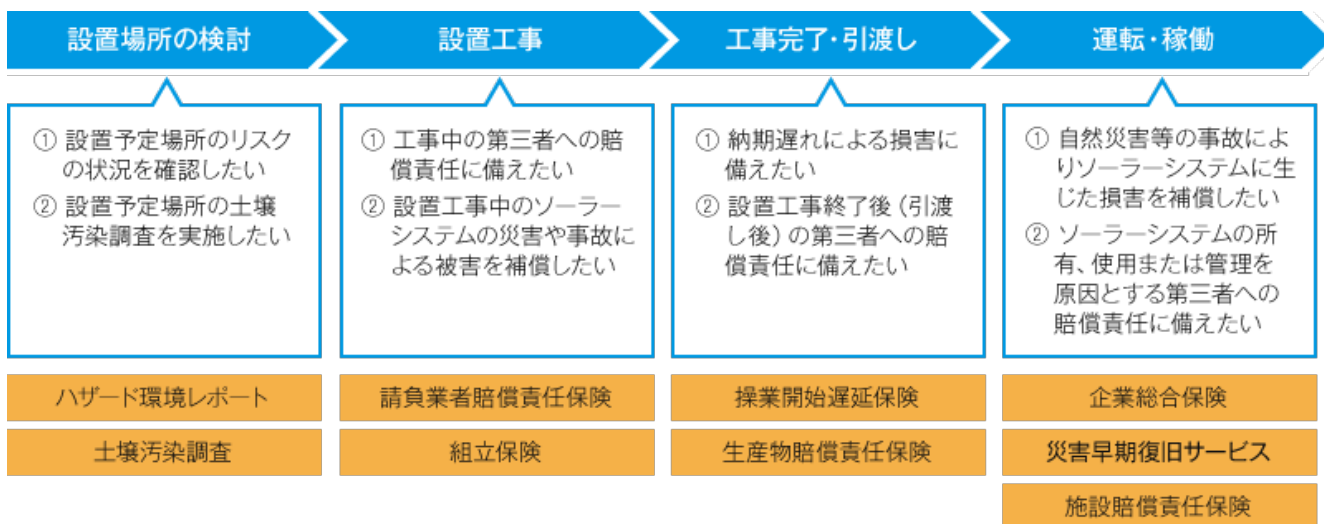 設置場所の検討
設置工事
工事完了・引渡し
運転・稼働
① 設置予定場所のリスク
の状況を確認したい
② 設置予定場所の土壌
汚染調査を実施したい
① 工事中の第三者への賠
償責任に備えたい
② 設置工事中のソーラー
システムの災害や事故に
よる被害を補償したい
① 納期遅れによる損害に
備えたい
② 設置工事終了後（引渡
し後）の第三者への賠
償責任に備えたい
① 自然災害等の事故によ
りソーラーシステムに生
じた損害を補償したい
② ソーラーシステムの所
有、使用または管理を
原因とする第三者への
賠償責任に備えたい
ハザード環境レポート
土壌汚染調査
請負業者賠償責任保険
組立保険
操業開始遅延保険
生産物賠償責任保険
企業総合保険
災害早期復旧サービス
施設賠償責任保険